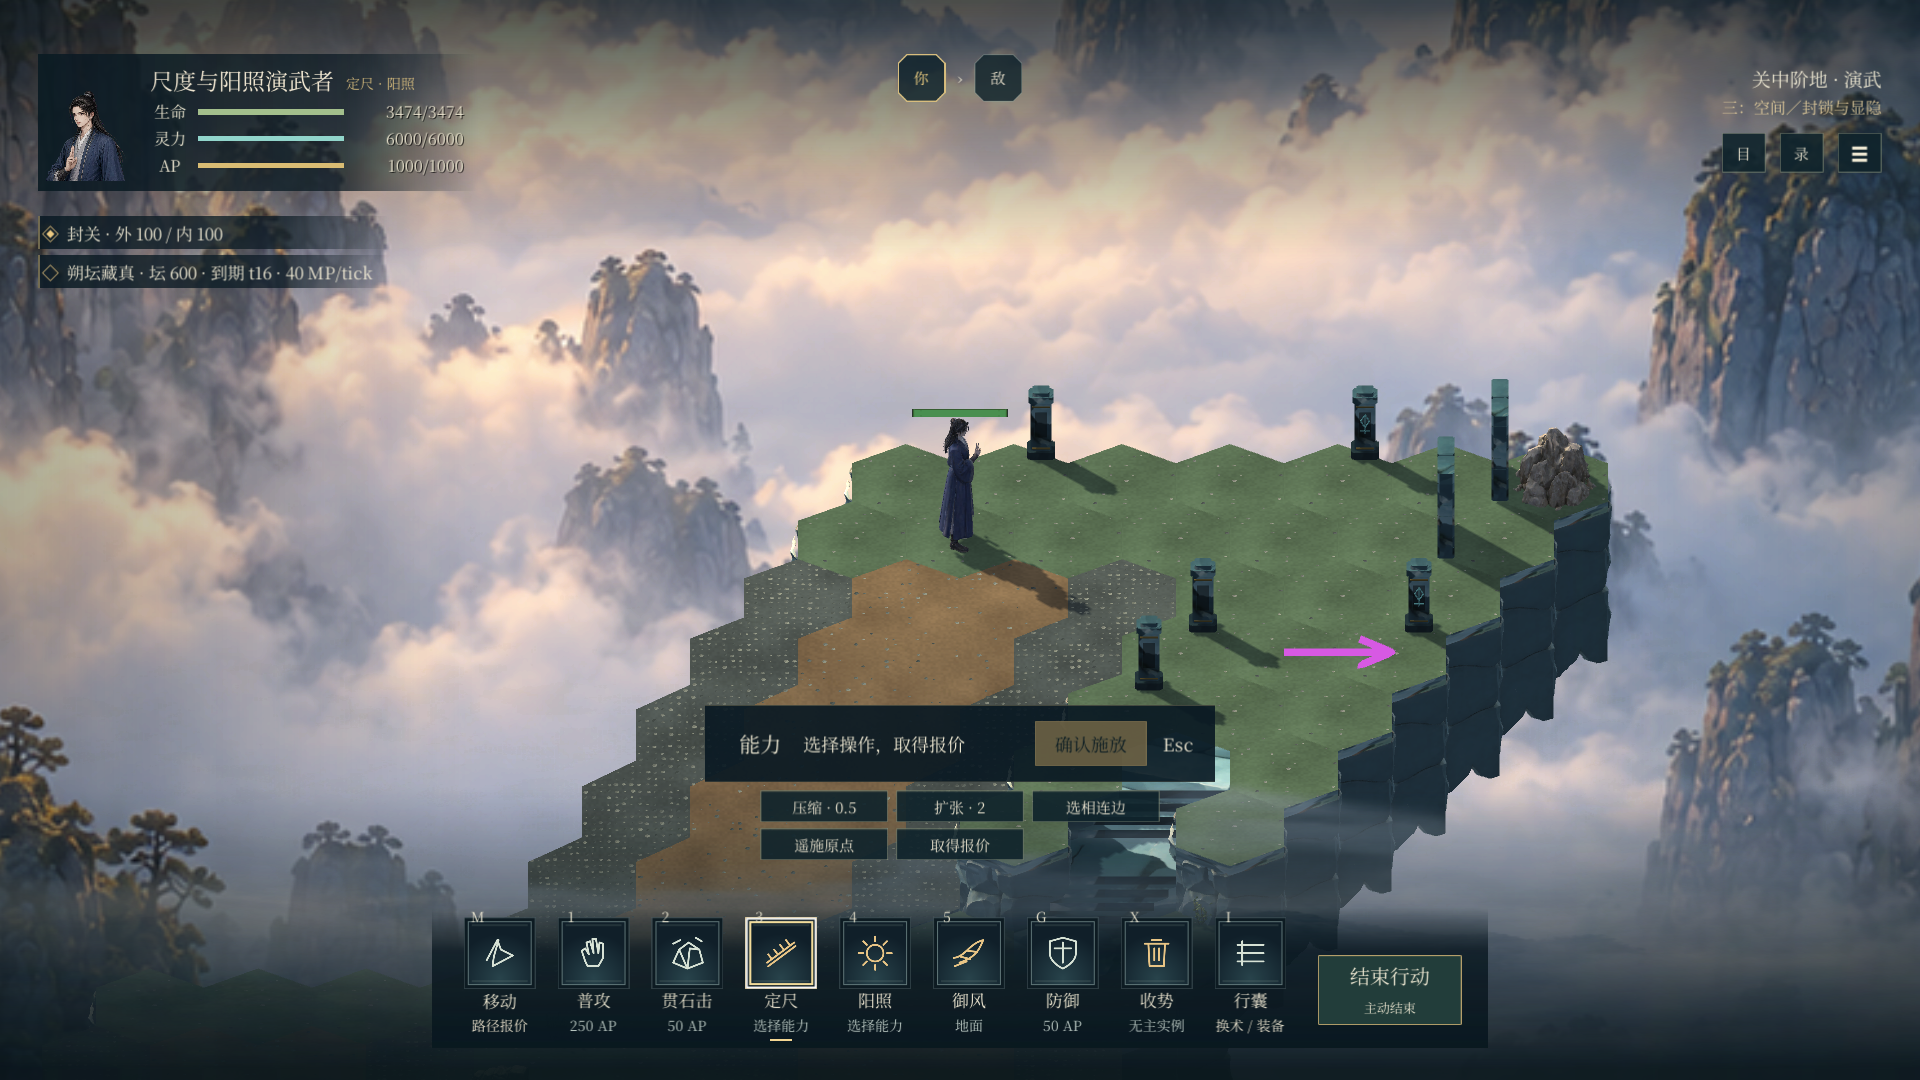 尺度与阳照演武者 定尺 · 阳照
生命 3474/3474
灵力 6000/6000
AP 1000/1000
封关 · 外 100 / 内 100
朔坛藏真 · 坛 600 · 到期 t16 · 40 MP/tick
你 › 敌
关中阶地 · 演武
三：空间／封锁与显隐
目 录 ☰
能力 选择操作，取得报价 确认施放 Esc
压缩 · 0.5 扩张 · 2 选相连边
遥施原点 取得报价
M 1 2 3 4 5 G X I
移动 普攻 贯石击 定尺 阳照 御风 防御 收势 行囊
路径报价 250 AP 50 AP 选择能力 选择能力 地面 50 AP 无主实例 换术 / 装备
结束行动
主动结束